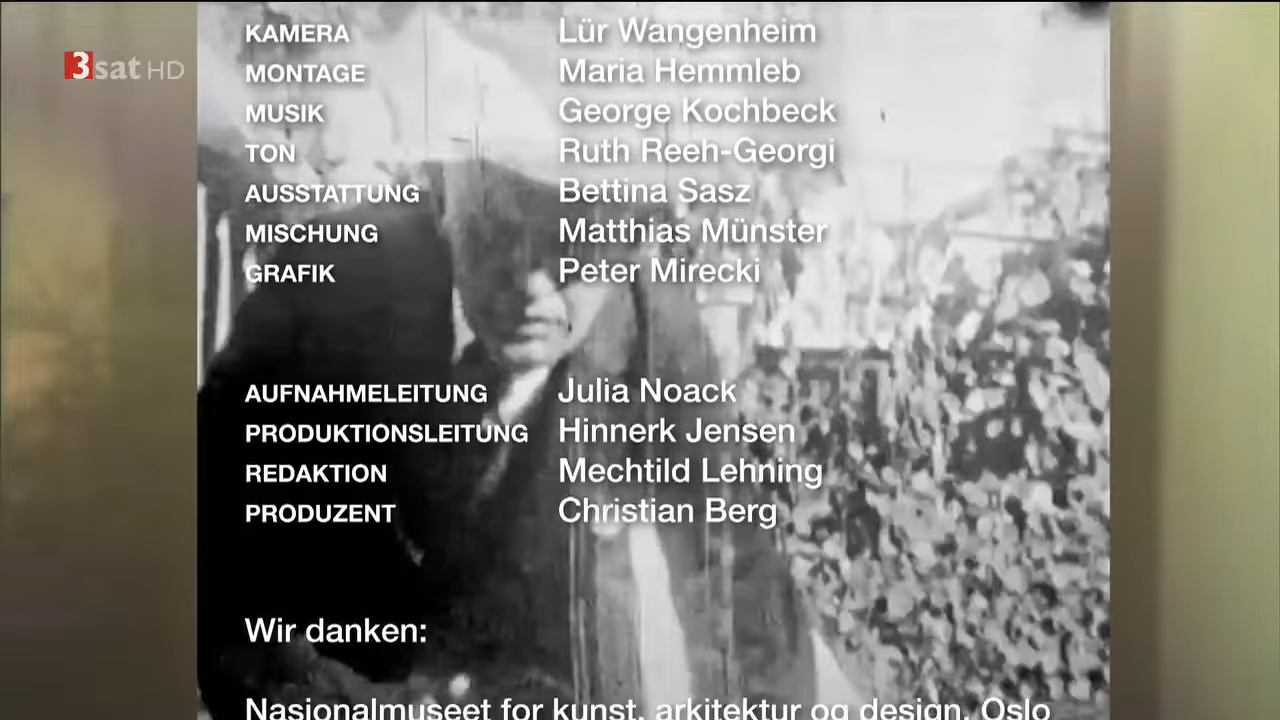 KAMERA Lür Wangenheim
3sat HD
MONTAGE Maria Hemmleb
MUSIK George Kochbeck
TON Ruth Reeh-Georgi
AUSSTATTUNG Bettina Sasz
MISCHUNG Matthias Münster
GRAFIK Peter Mirecki
AUFNAHMELEITUNG Julia Noack
PRODUKTIONSLEITUNG Hinnerk Jensen
REDAKTION Mechtild Lehning
PRODUZENT Christian Berg
Wir danken:
Nasjonalmuseet for kunst, arkitektur og design, Oslo